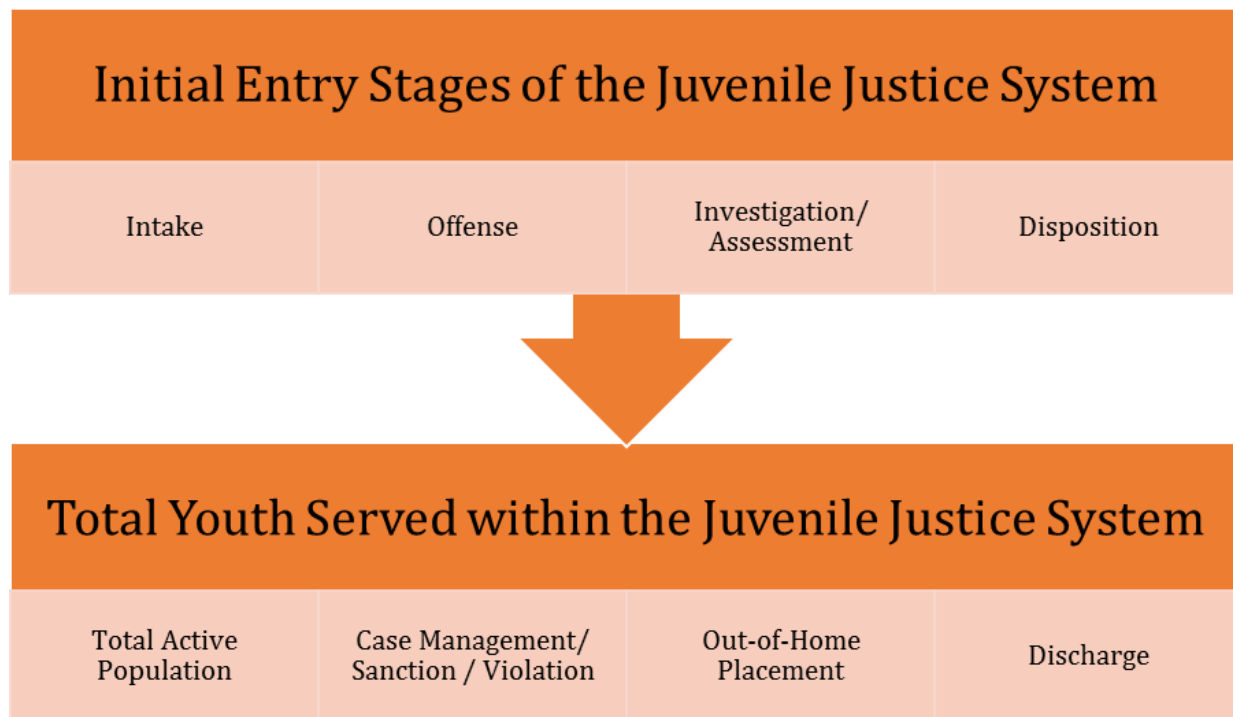 Initial Entry Stages of the Juvenile Justice System
Intake
Offense
Investigation/
Assessment
Disposition
Total Youth Served within the Juvenile Justice System
Total Active
Population
Case Management/
Sanction / Violation
Out-of-Home
Placement
Discharge